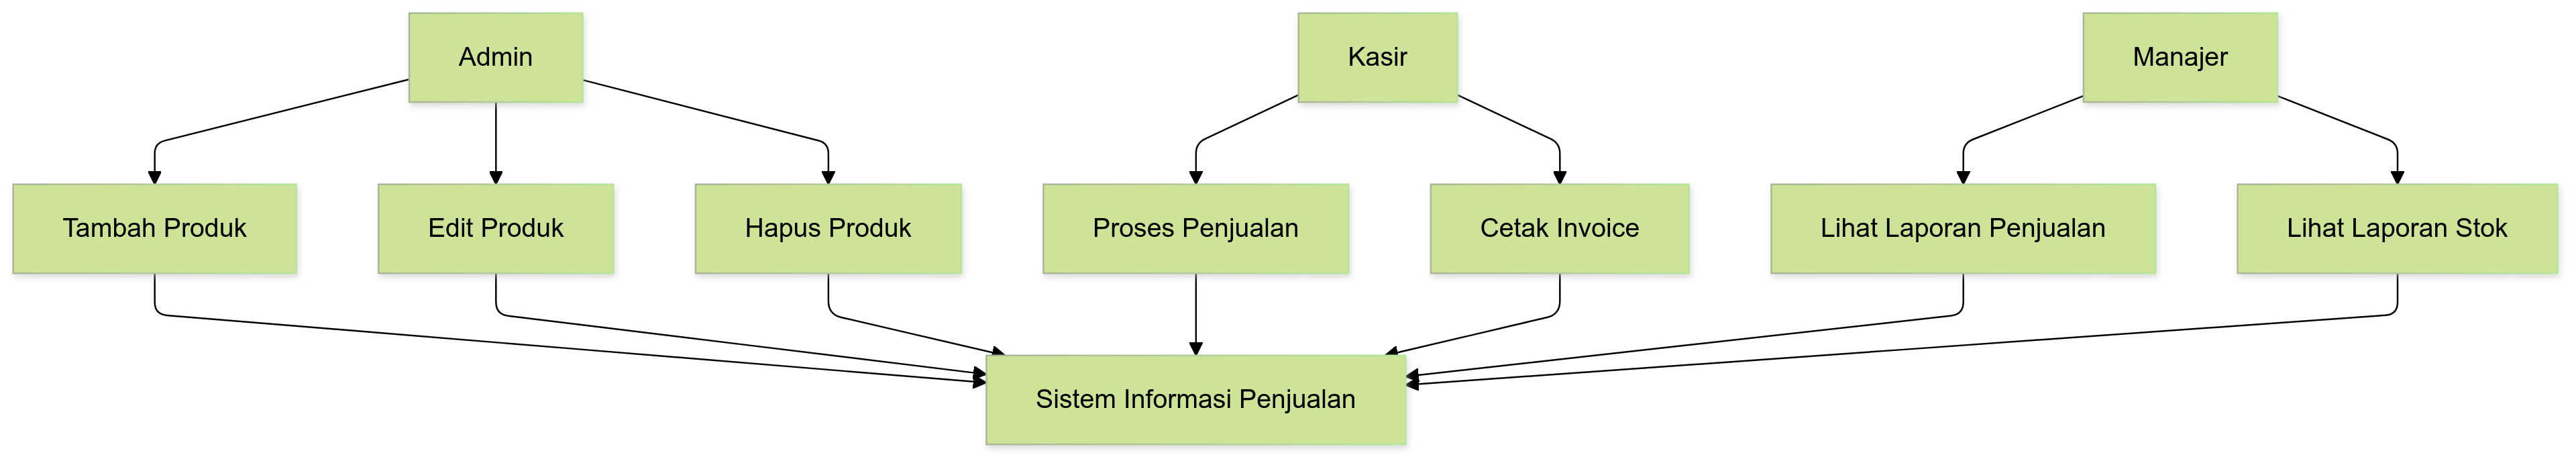 Admin
Kasir
Manajer
Tambah Produk
Edit Produk
Hapus Produk
Proses Penjualan
Cetak Invoice
Lihat Laporan Penjualan
Lihat Laporan Stok
Sistem Informasi Penjualan